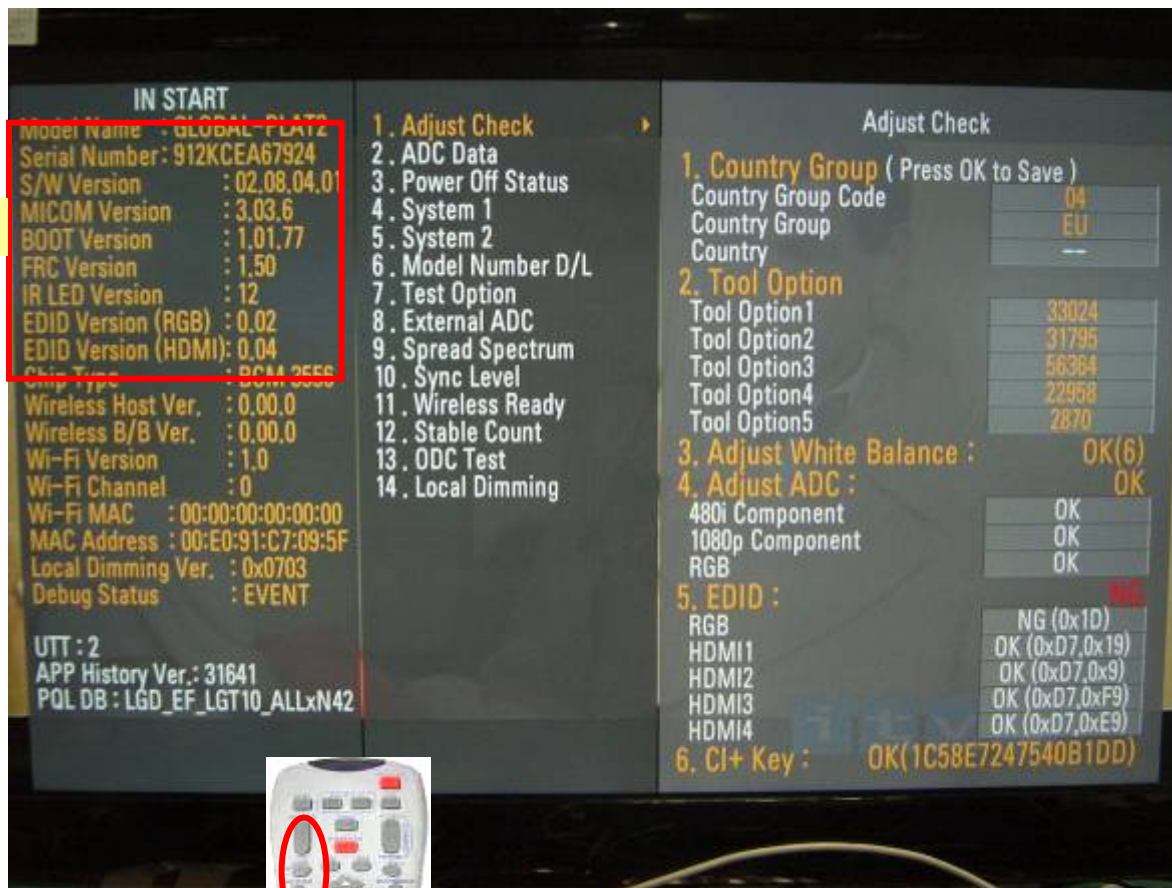 IN START
Model Name : GLOBAL-PLAT2
Serial Number : 912KCEA67924
S/W Version : 02.08.04.01
MICOM Version : 3.03.6
BOOT Version : 1.01.77
FRC Version : 1.50
IR LED Version : 12
EDID Version (RGB) : 0.02
EDID Version (HDMI) : 0.04
Chip Type : BCM 3556
Wireless Host Ver. : 0.00.0
Wireless B/B Ver. : 0.00.0
Wi-Fi Version : 1.0
Wi-Fi Channel : 0
Wi-Fi MAC : 00:00:00:00:00:00
MAC Address : 00:E0:91:C7:09:5F
Local Dimming Ver. : 0x0703
Debug Status : EVENT
UTT : 2
APP History Ver. : 31641
PQL DB : LGD_EF_LGT10_ALLxN42
1. Adjust Check
2. ADC Data
3. Power Off Status
4. System 1
5. System 2
6. Model Number D/L
7. Test Option
8. External ADC
9. Spread Spectrum
10. Sync Level
11. Wireless Ready
12. Stable Count
13. ODC Test
14. Local Dimming
Adjust Check
1. Country Group ( Press OK to Save )
Country Group Code 04
Country Group EU
Country --
2. Tool Option
Tool Option1 33024
Tool Option2 31795
Tool Option3 56364
Tool Option4 22958
Tool Option5 2870
3. Adjust White Balance : OK(6)
4. Adjust ADC : OK
480i Component OK
1080p Component OK
RGB OK
5. EDID : NG
RGB NG (0x1D)
HDMI1 OK (0xD7,0x19)
HDMI2 OK (0xD7,0x9)
HDMI3 OK (0xD7,0xF9)
HDMI4 OK (0xD7,0xE9)
6. CI+ Key : OK(1C58E7247540B1DD)